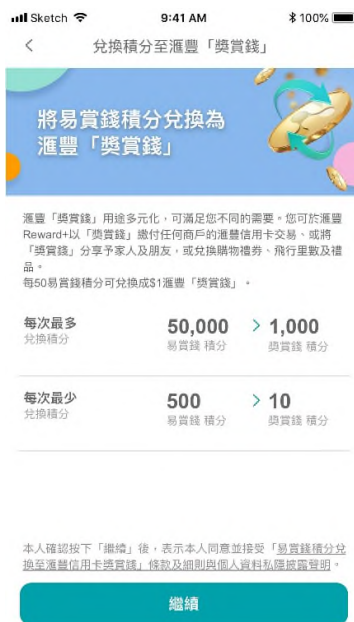 Sketch 9:41 AM 100%
兌換積分至滙豐「獎賞錢」
將易賞錢積分兌換為
滙豐「獎賞錢」
滙豐「獎賞錢」用途多元化，可滿足您不同的需要。您可於滙豐
Reward+以「獎賞錢」繳付任何商戶的滙豐信用卡交易、或將
「獎賞錢」分享予家人及朋友，或兌換購物禮券、飛行里數及禮
品。
每50易賞錢積分可兌換成$1滙豐「獎賞錢」。
每次最多 50,000 > 1,000
兌換積分 易賞錢 積分 獎賞錢 積分
每次最少 500 > 10
兌換積分 易賞錢 積分 獎賞錢 積分
本人確認按下「繼續」後，表示本人同意並接受「易賞錢積分兌
換至滙豐信用卡獎賞錢」條款及細則與個人資料私隱披露聲明。
繼續